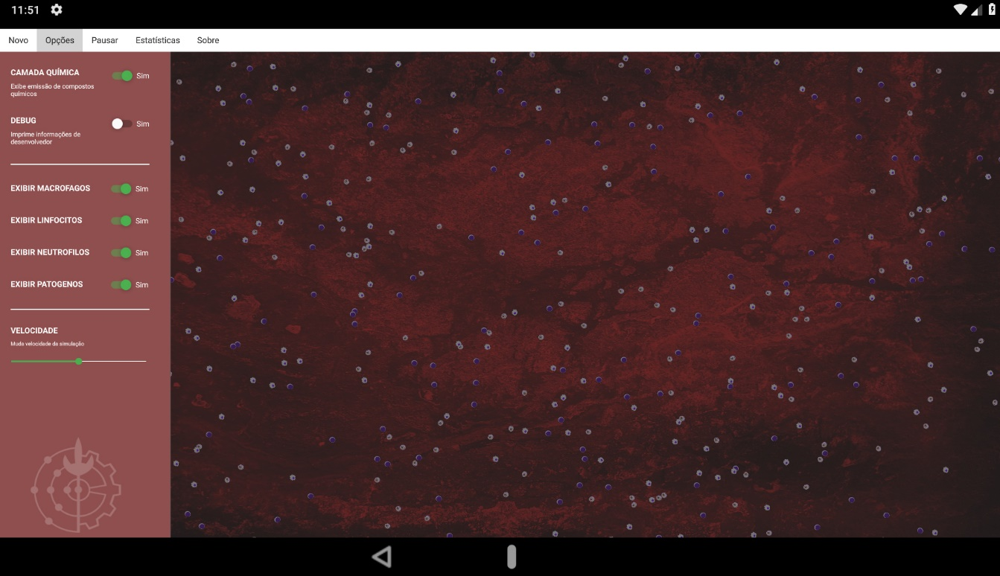 11:51
Novo Opções Pausar Estatísticas Sobre
CAMADA QUÍMICA Sim
Exibe emissão de compostos
químicos
DEBUG Sim
Imprime informações de
desenvolvedor
EXIBIR MACROFAGOS Sim
EXIBIR LINFOCITOS Sim
EXIBIR NEUTROFILOS Sim
EXIBIR PATOGENOS Sim
VELOCIDADE
Muda velocidade da simulação